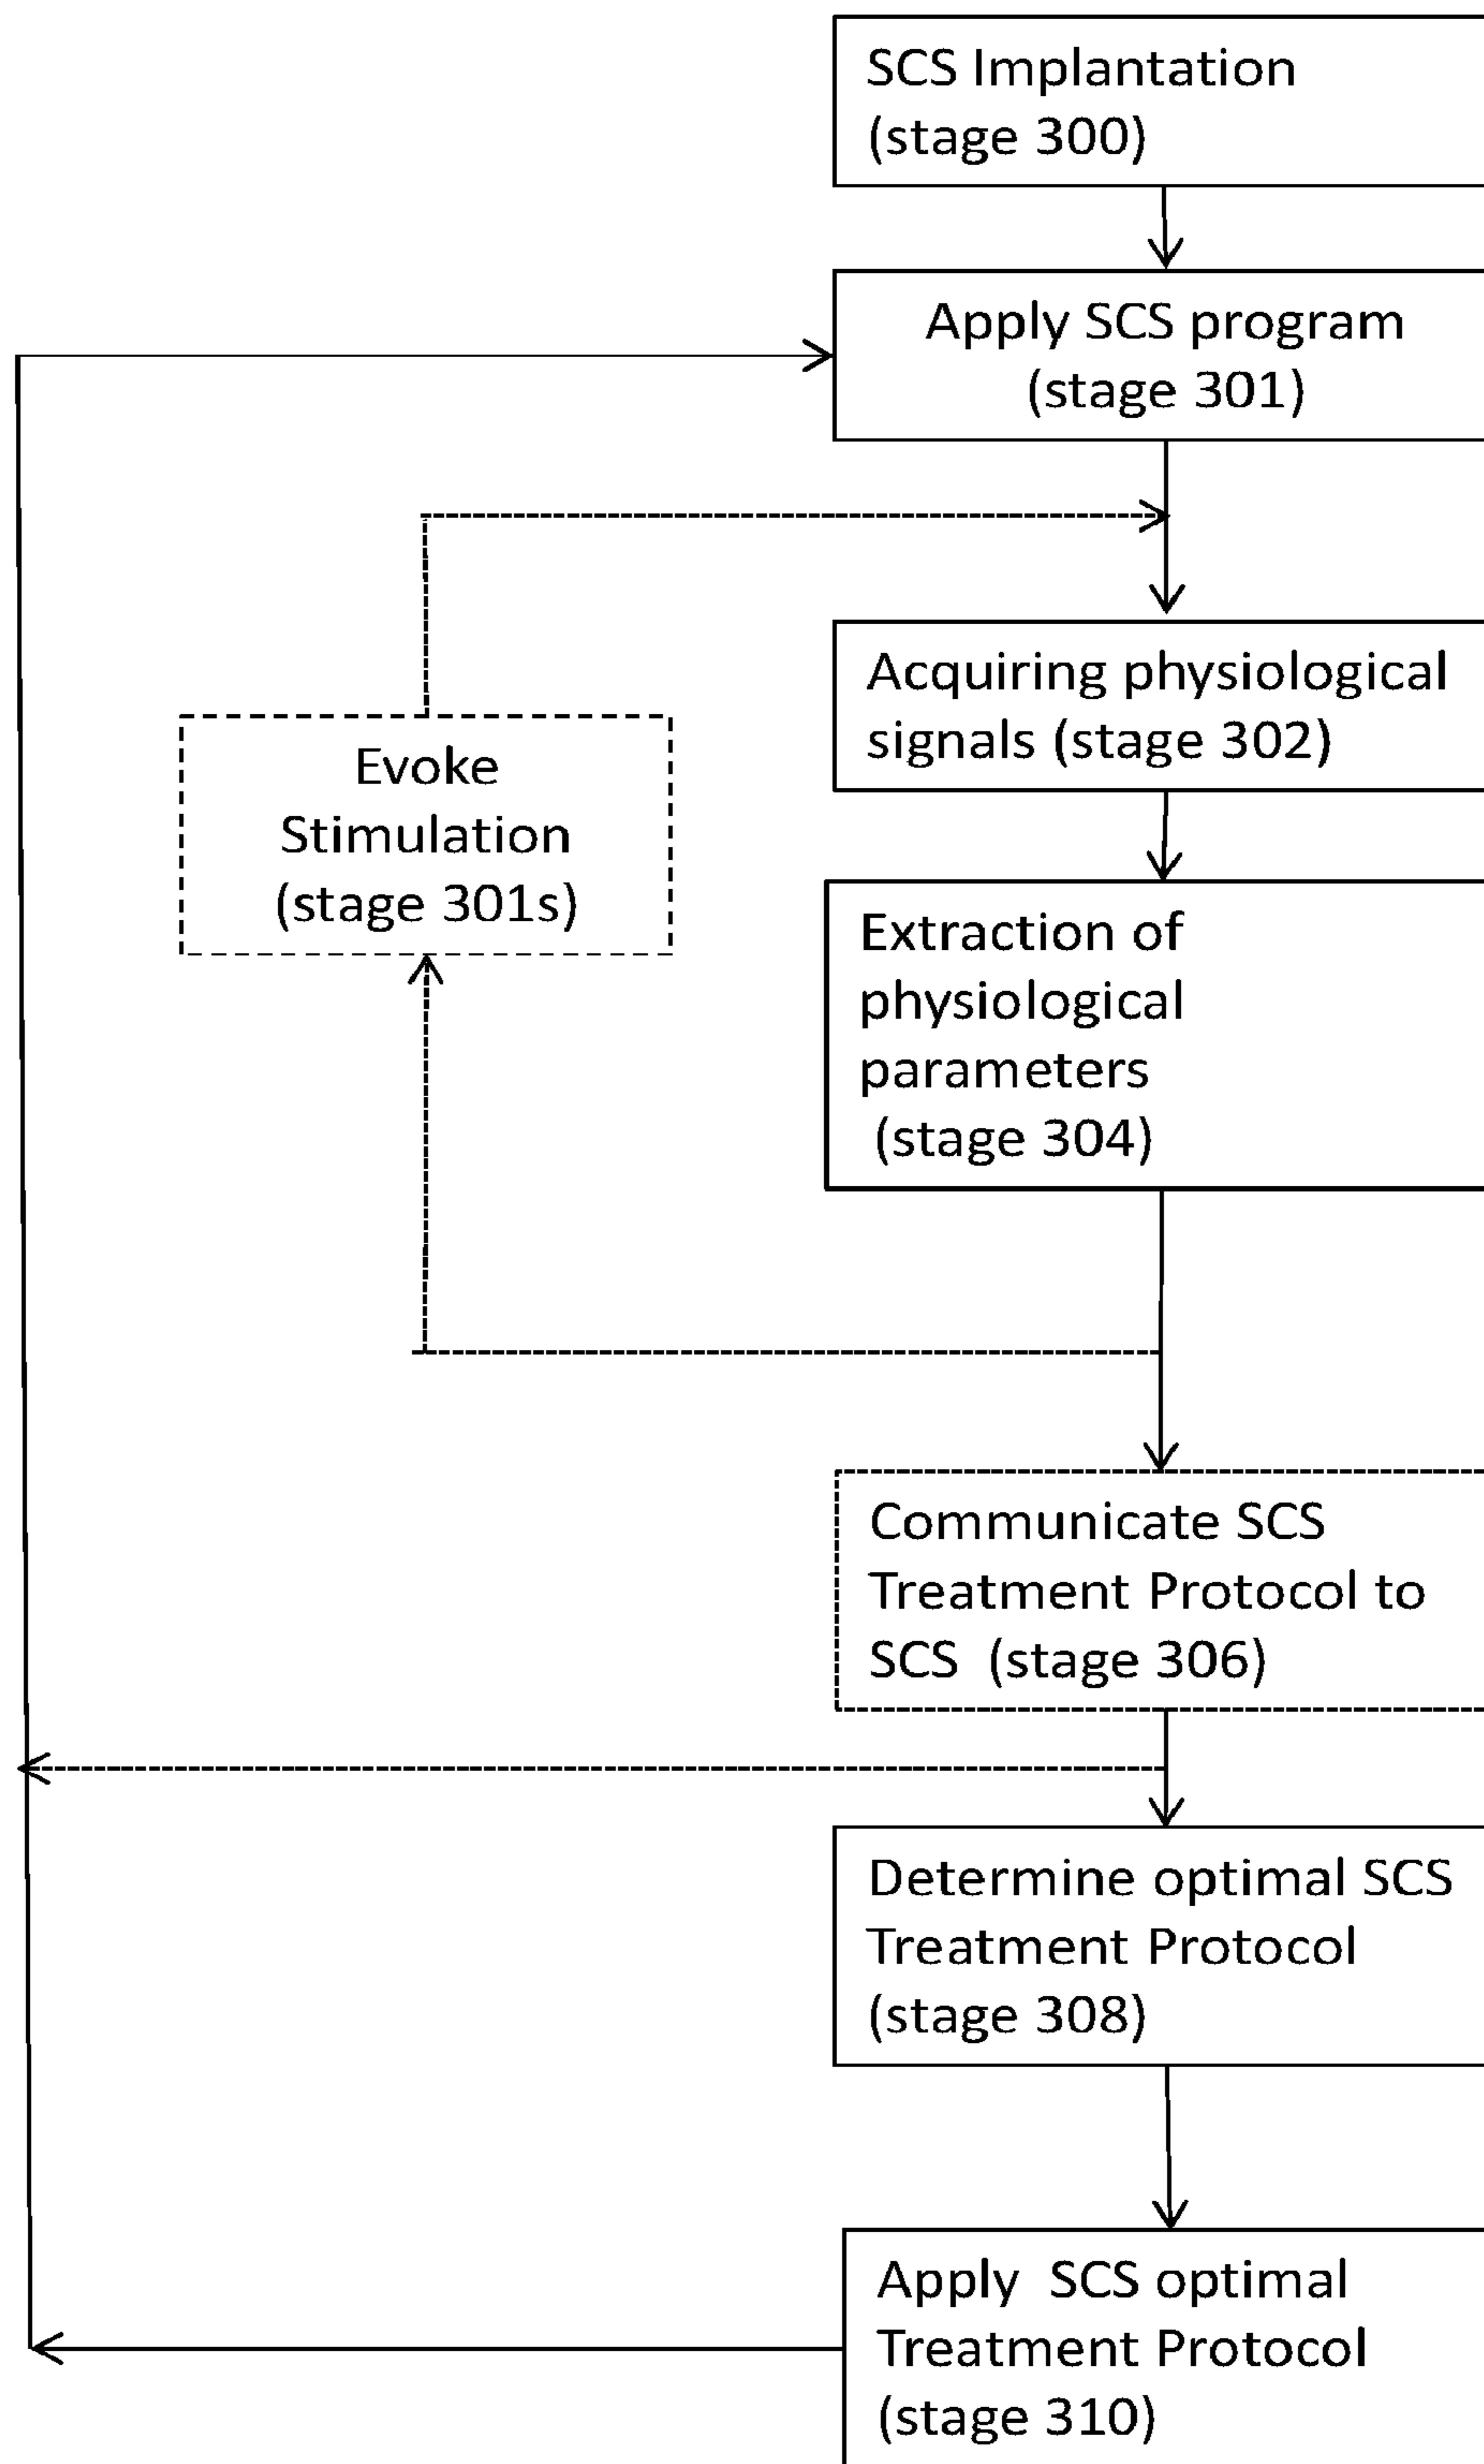 SCS Implantation
(stage 300)
Apply SCS program
(stage 301)
Acquiring physiological
signals (stage 302)
Evoke
Stimulation
(stage 301s)
Extraction of
physiological
parameters
(stage 304)
Communicate SCS
Treatment Protocol to
SCS (stage 306)
Determine optimal SCS
Treatment Protocol
(stage 308)
Apply SCS optimal
Treatment Protocol
(stage 310)